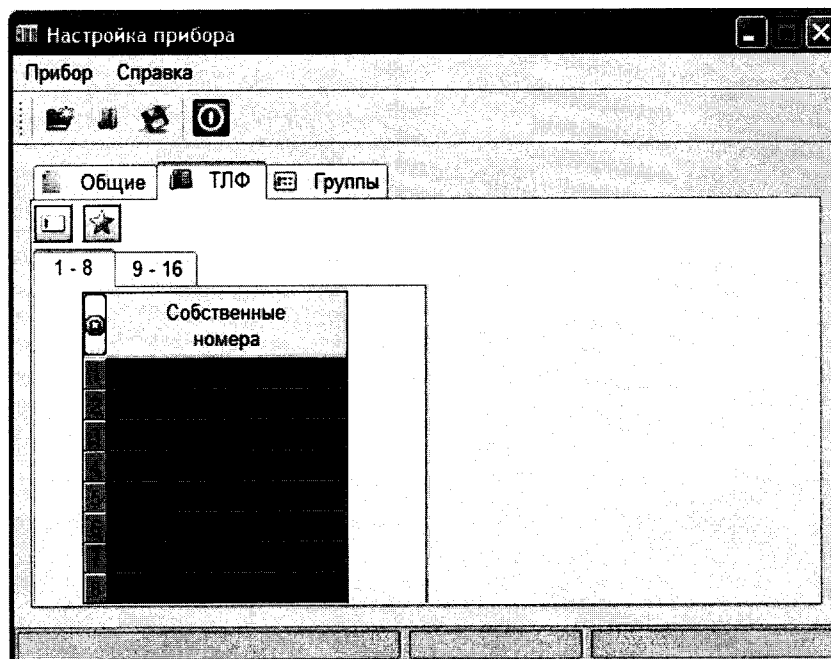 Настройка прибора
Прибор Справка
Общие ТЛФ Группы
1 - 8 9 - 16
Собственные
номера